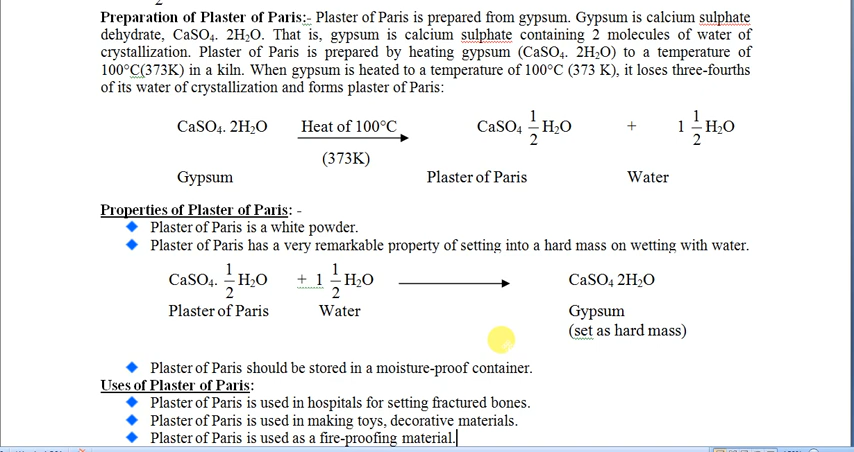 Preparation of Plaster of Paris:- Plaster of Paris is prepared from gypsum. Gypsum is calcium sulphate
dehydrate, CaSO₄. 2H₂O. That is, gypsum is calcium sulphate containing 2 molecules of water of
crystallization. Plaster of Paris is prepared by heating gypsum (CaSO₄. 2H₂O) to a temperature of
100°C(373K) in a kiln. When gypsum is heated to a temperature of 100°C (373 K), it loses three-fourths
of its water of crystallization and forms plaster of Paris:
CaSO₄. 2H₂O Heat of 100°C CaSO₄ 1/2 H₂O + 1 1/2 H₂O
(373K)
Gypsum Plaster of Paris Water
Properties of Plaster of Paris: -
Plaster of Paris is a white powder.
Plaster of Paris has a very remarkable property of setting into a hard mass on wetting with water.
CaSO₄. 1/2 H₂O + 1 1/2 H₂O CaSO₄ 2H₂O
Plaster of Paris Water Gypsum
(set as hard mass)
Plaster of Paris should be stored in a moisture-proof container.
Uses of Plaster of Paris:
Plaster of Paris is used in hospitals for setting fractured bones.
Plaster of Paris is used in making toys, decorative materials.
Plaster of Paris is used as a fire-proofing material.